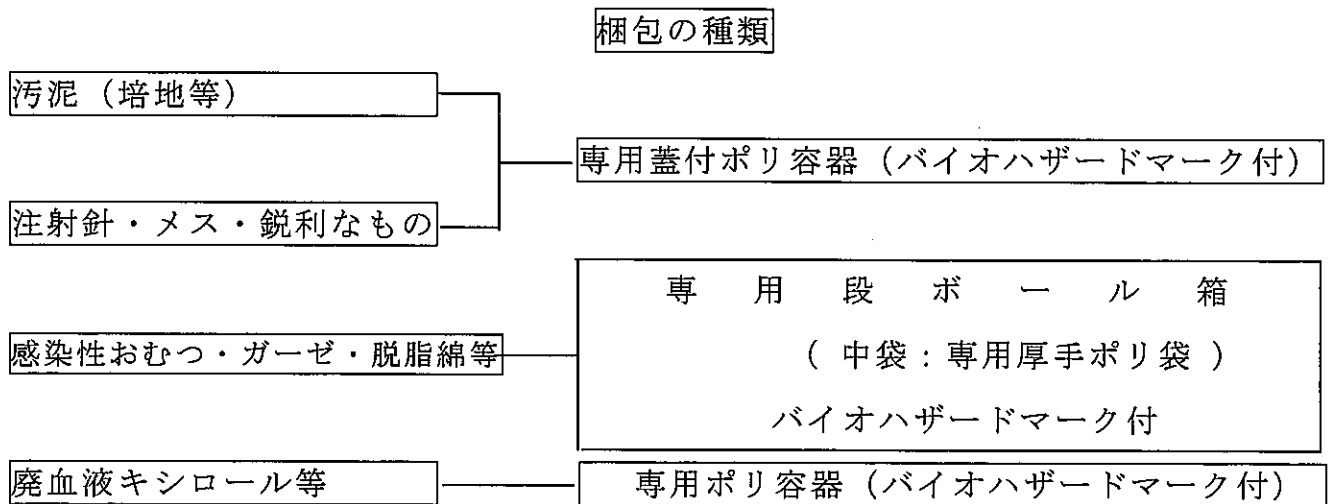 梱包の種類
汚泥（培地等）
専用蓋付ポリ容器（バイオハザードマーク付）
注射針・メス・鋭利なもの
専用段ボール箱
（中袋：専用厚手ポリ袋）
バイオハザードマーク付
感染性おむつ・ガーゼ・脱脂綿等
廃血液キシロール等
専用ポリ容器（バイオハザードマーク付）